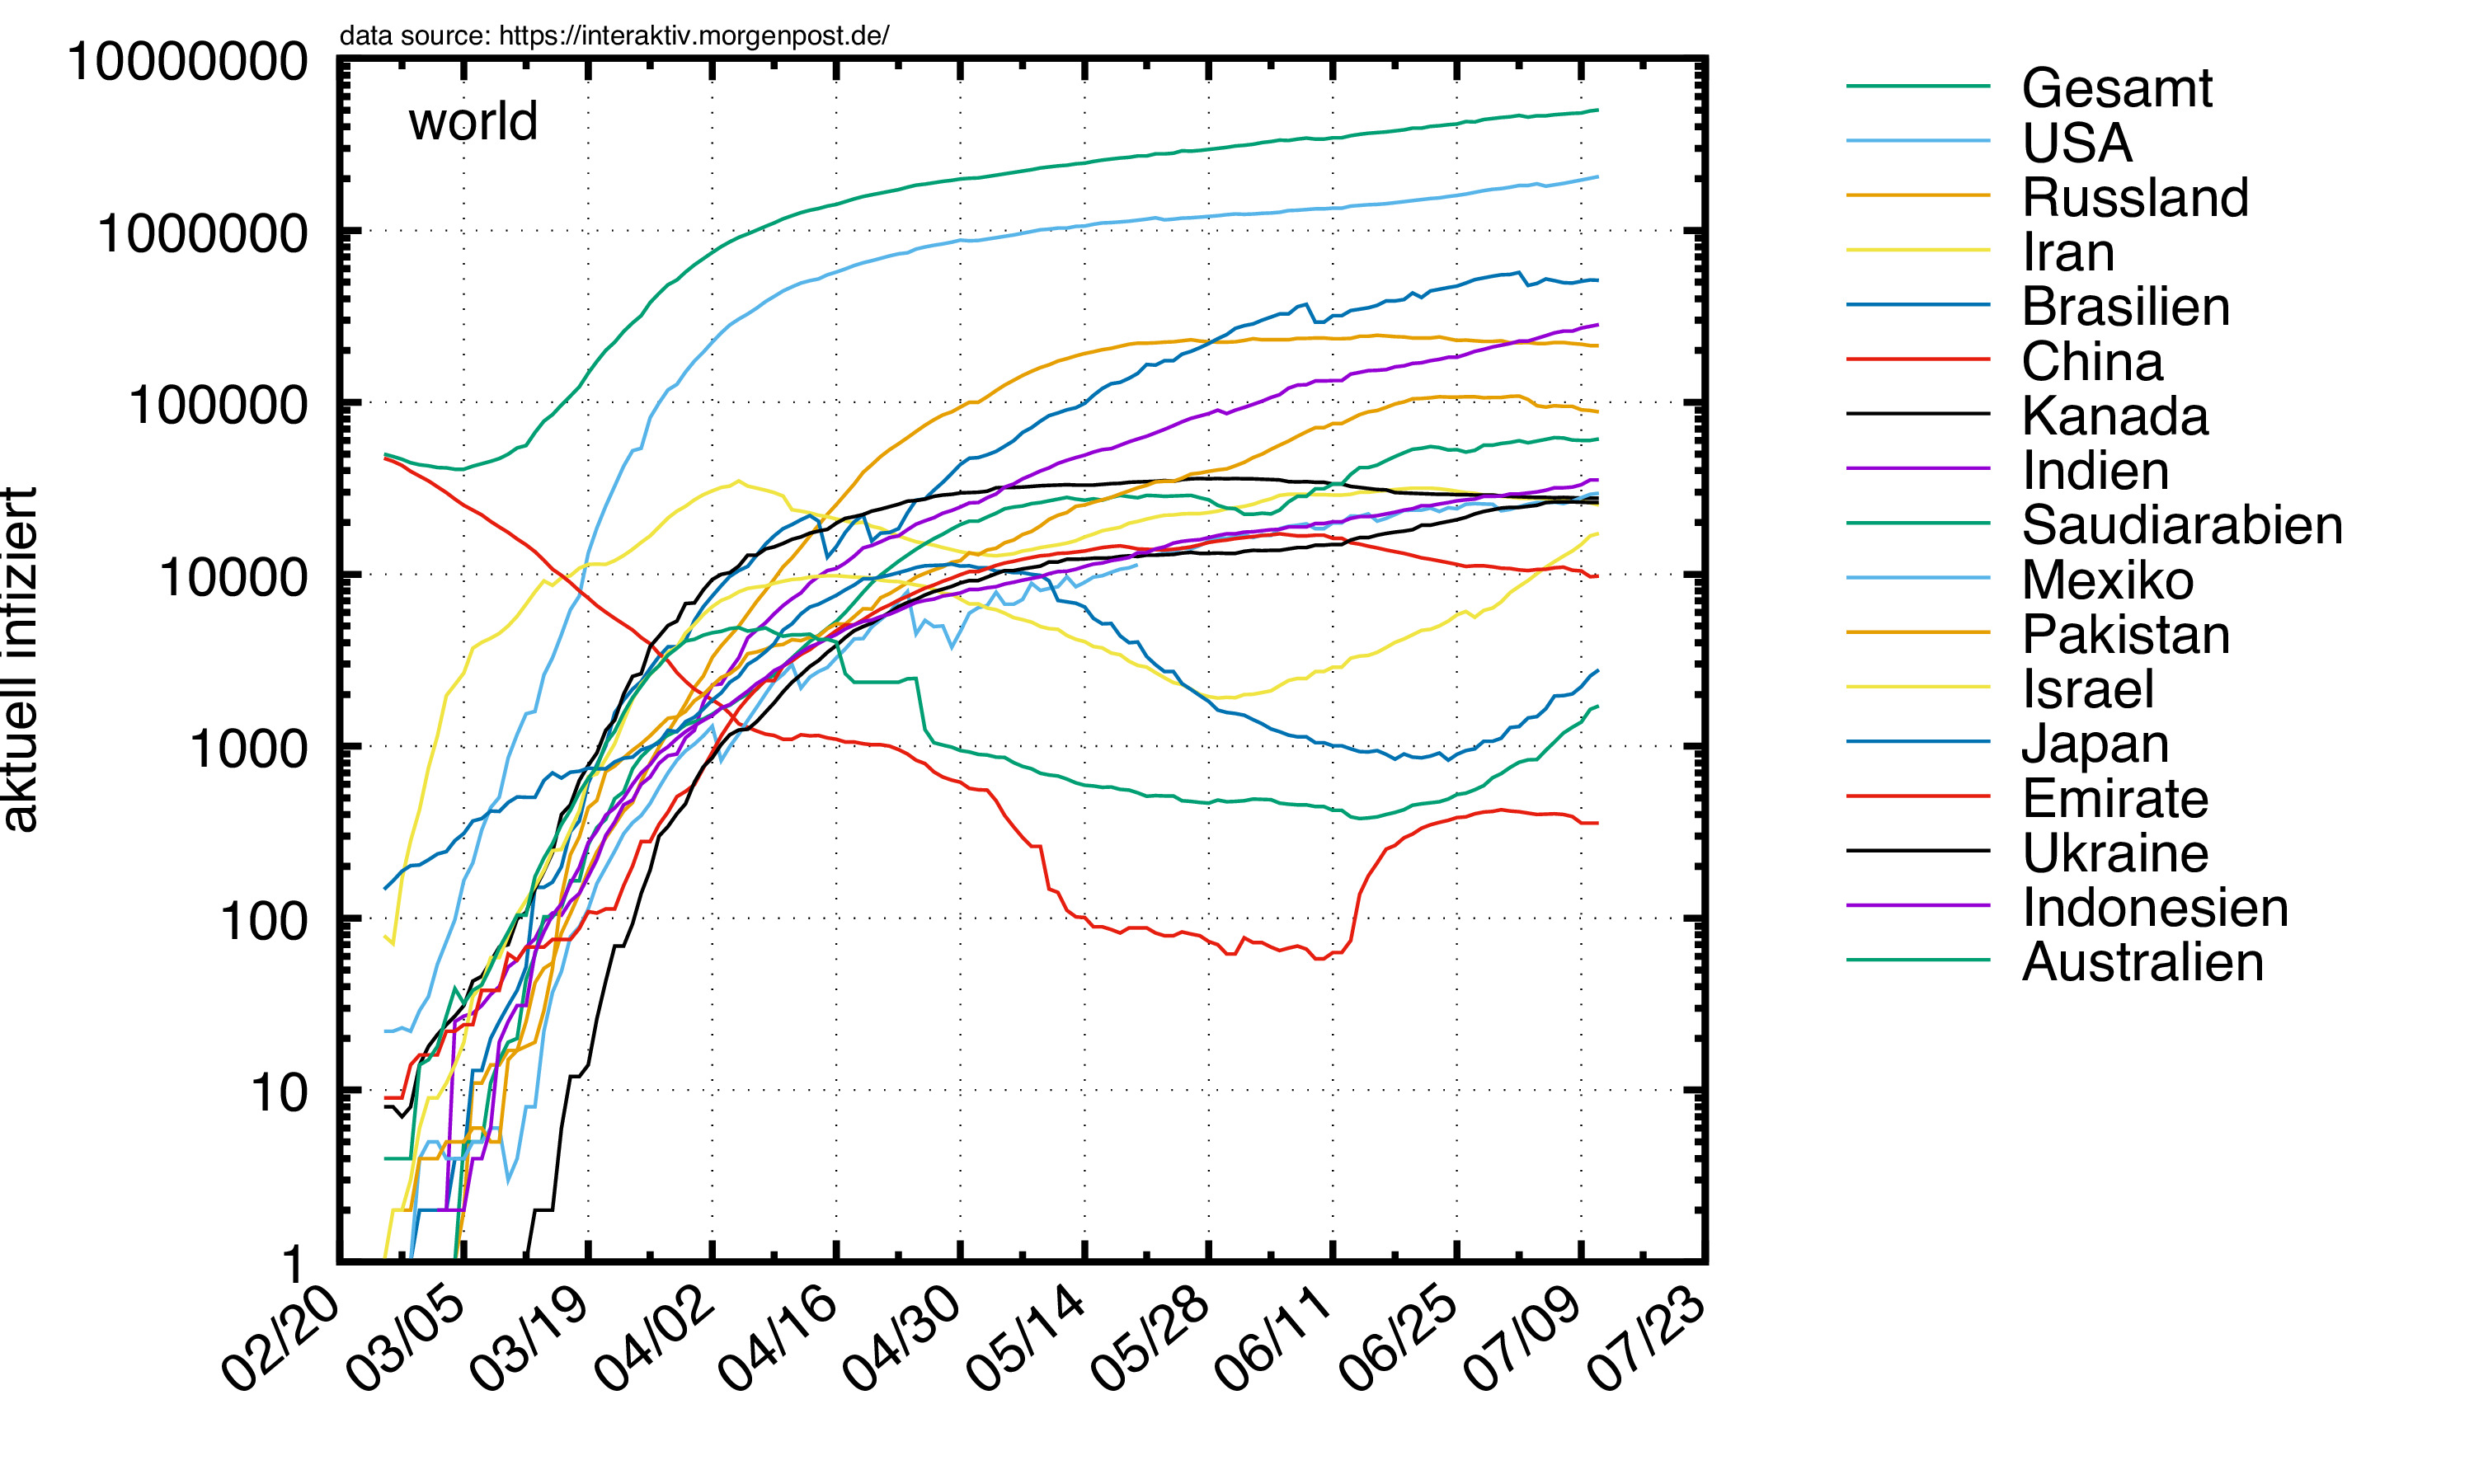 data source: https://interaktiv.morgenpost.de/
world
aktuell infiziert
10000000
1000000
100000
10000
1000
100
10
1
02/20
03/05
03/19
04/02
04/16
04/30
05/14
05/28
06/11
06/25
07/09
07/23
Gesamt
USA
Russland
Iran
Brasilien
China
Kanada
Indien
Saudiarabien
Mexiko
Pakistan
Israel
Japan
Emirate
Ukraine
Indonesien
Australien